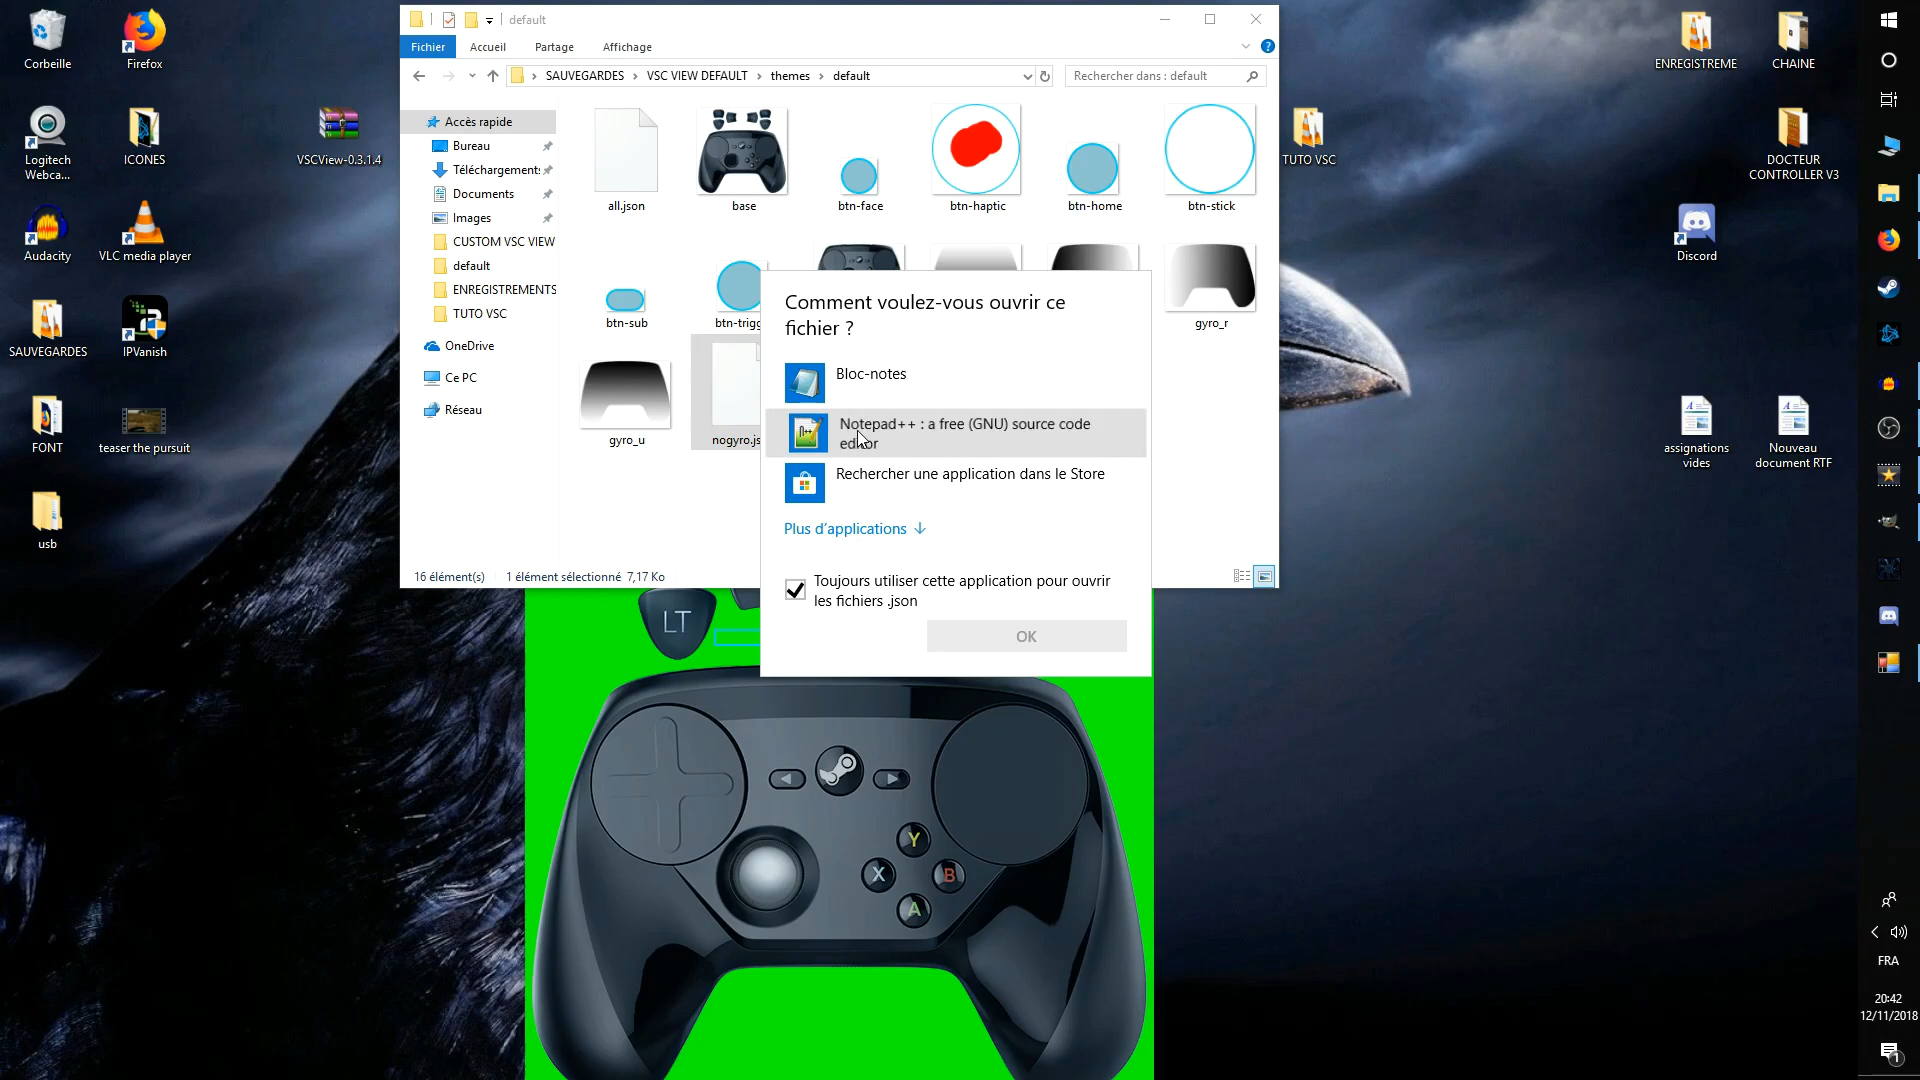 default
Fichier
Accueil
Partage
Affichage
SAUVEGARDES
VSC VIEW DEFAULT
themes
default
Rechercher dans : default
Accès rapide
Bureau
Téléchargement:
Documents
Images
CUSTOM VSC VIEW
default
ENREGISTREMENTS
TUTO VSC
OneDrive
Ce PC
Réseau
all.json
base
btn-face
btn-haptic
btn-home
btn-stick
btn-sub
btn-trigg
gyro_r
gyro_u
nogyro.js
16 élément(s)
1 élément sélectionné 7,17 Ko
Comment voulez-vous ouvrir ce
fichier ?
Bloc-notes
Notepad++ : a free (GNU) source code
editor
Rechercher une application dans le Store
Plus d'applications
Toujours utiliser cette application pour ouvrir
les fichiers .json
OK
Corbeille
Firefox
Logitech
Webca...
ICONES
VSCView-0.3.1.4
Audacity
VLC media player
SAUVEGARDES
IPVanish
FONT
teaser the pursuit
usb
ENREGISTREME
CHAINE
TUTO VSC
DOCTEUR
CONTROLLER V3
Discord
assignations
vides
Nouveau
document RTF
LT
Y
X
B
A
FRA
20:42
12/11/2018
1